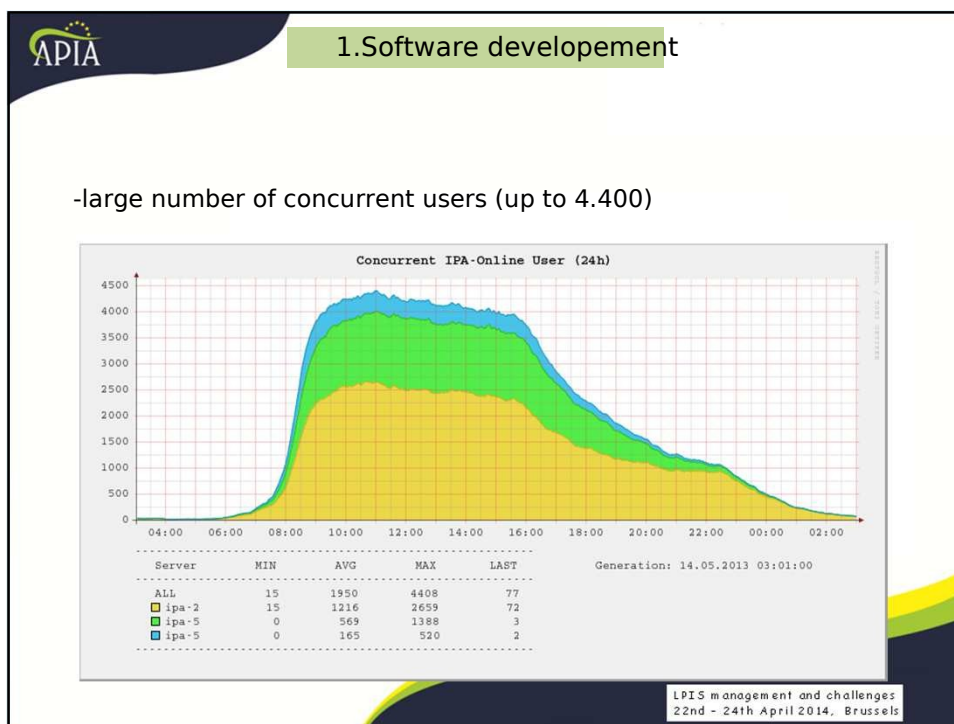 APIA
1.Software developement
-large number of concurrent users (up to 4.400)
Concurrent IPA-Online User (24h)
4500
4000
3500
3000
2500
2000
1500
1000
500
0
04:00 06:00 08:00 10:00 12:00 14:00 16:00 18:00 20:00 22:00 00:00 02:00
Server MIN AVG MAX LAST
Generation: 14.05.2013 03:01:00
ALL 15 1950 4408 77
ipa-2 15 1216 2659 72
ipa-5 0 569 1388 3
ipa-5 0 165 520 2
LPIS management and challenges
22nd - 24th April 2014, Brussels